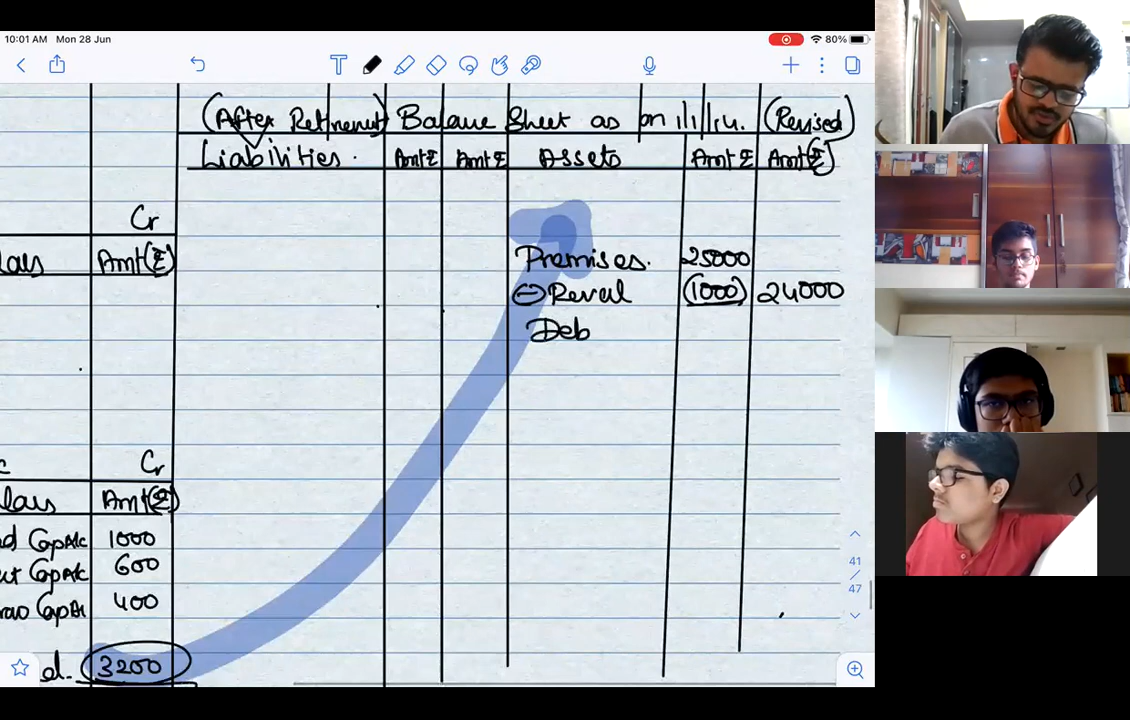 10:01 AM Mon 28 Jun
80%
(After Retirement) Balance Sheet as on 1/1/ (Revised)
Liabilities. Amt ₹ Amt ₹ Assets Amt ₹ Amt(₹)
Cr
Amt(₹)
Premises. 25000
(-) Reval (1000) 24000
Deb
Cr
Amt(₹)
Cap A/c 1000
Cap A/c 600
Cap A/c 400
d. 3200
41
/
47